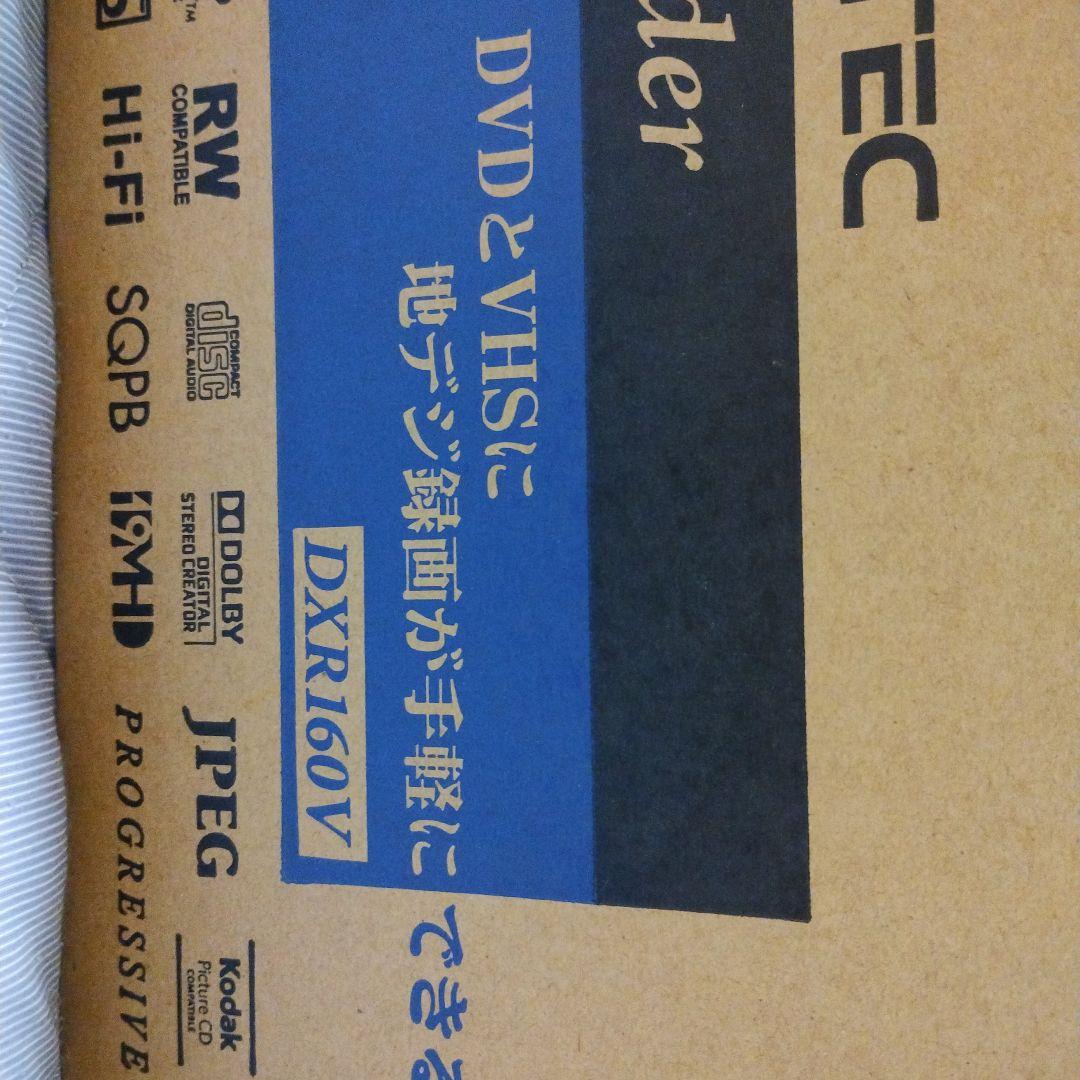 TEC
der
DVDとVHSに
地デジ録画が手軽にできる
DXR160V
RW
COMPATIBLE
COMPACT
disc
DIGITAL AUDIO
DOLBY
DIGITAL
STEREO CREATOR
JPEG
Kodak
Picture CD
COMPATIBLE
Hi-Fi
SQPB
19MHD
PROGRESSIVE